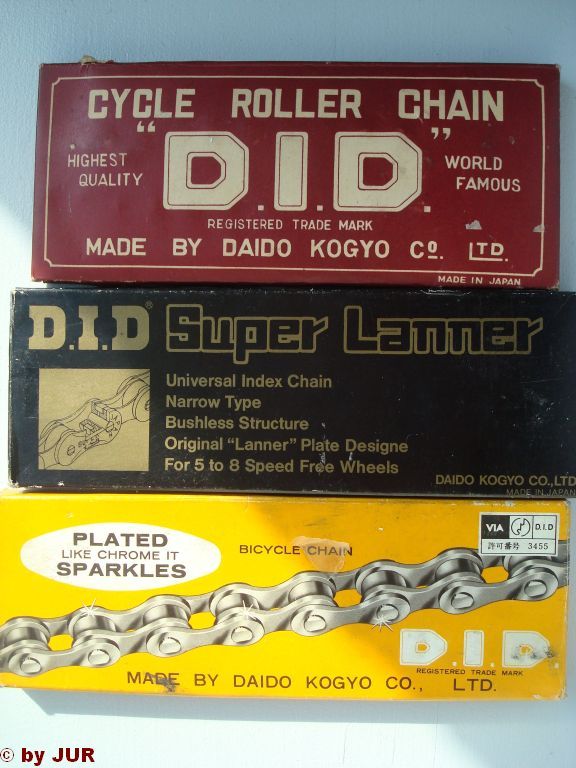 CYCLE ROLLER CHAIN
HIGHEST QUALITY
"D.I.D."
WORLD FAMOUS
REGISTERED TRADE MARK
MADE BY DAIDO KOGYO Co. LTD.
MADE IN JAPAN
D.I.D® Super Lanner
Universal Index Chain
Narrow Type
Bushless Structure
Original "Lanner" Plate Designe
For 5 to 8 Speed Free Wheels
DAIDO KOGYO CO.,LTD
MADE IN JAPAN
PLATED
LIKE CHROME IT
SPARKLES
BICYCLE CHAIN
VIA D.I.D
許可番号 3455
D.I.D
REGISTERED TRADE MARK
MADE BY DAIDO KOGYO CO., LTD.
© by JUR